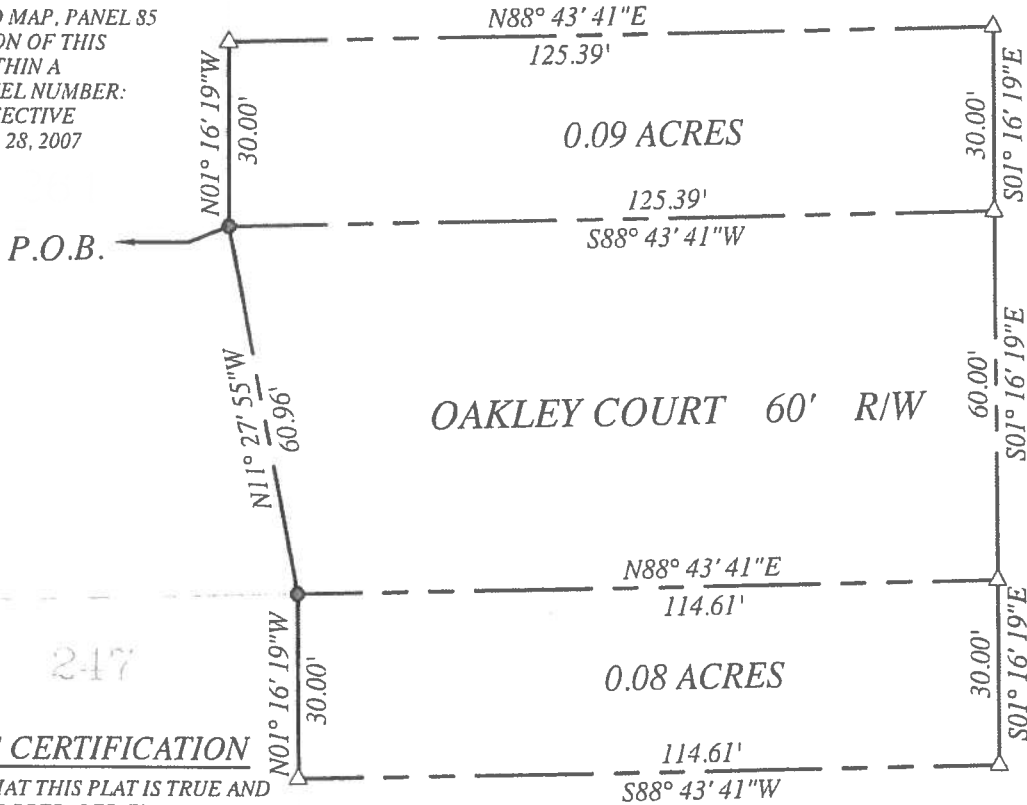 D MAP, PANEL 85
ON OF THIS
THIN A
EL NUMBER:
ECTIVE
28, 2007
N88° 43' 41"E
125.39'
N01° 16' 19"W
30.00'
0.09 ACRES
30.00'
S01° 16' 19"E
125.39'
S88° 43' 41"W
P.O.B.
N11° 27' 55"W
60.96'
OAKLEY COURT 60' R/W
60.00'
S01° 16' 19"E
N88° 43' 41"E
114.61'
247
N01° 16' 19"W
30.00'
0.08 ACRES
30.00'
S01° 16' 19"E
114.61'
S88° 43' 41"W
CERTIFICATION
HAT THIS PLAT IS TRUE AND